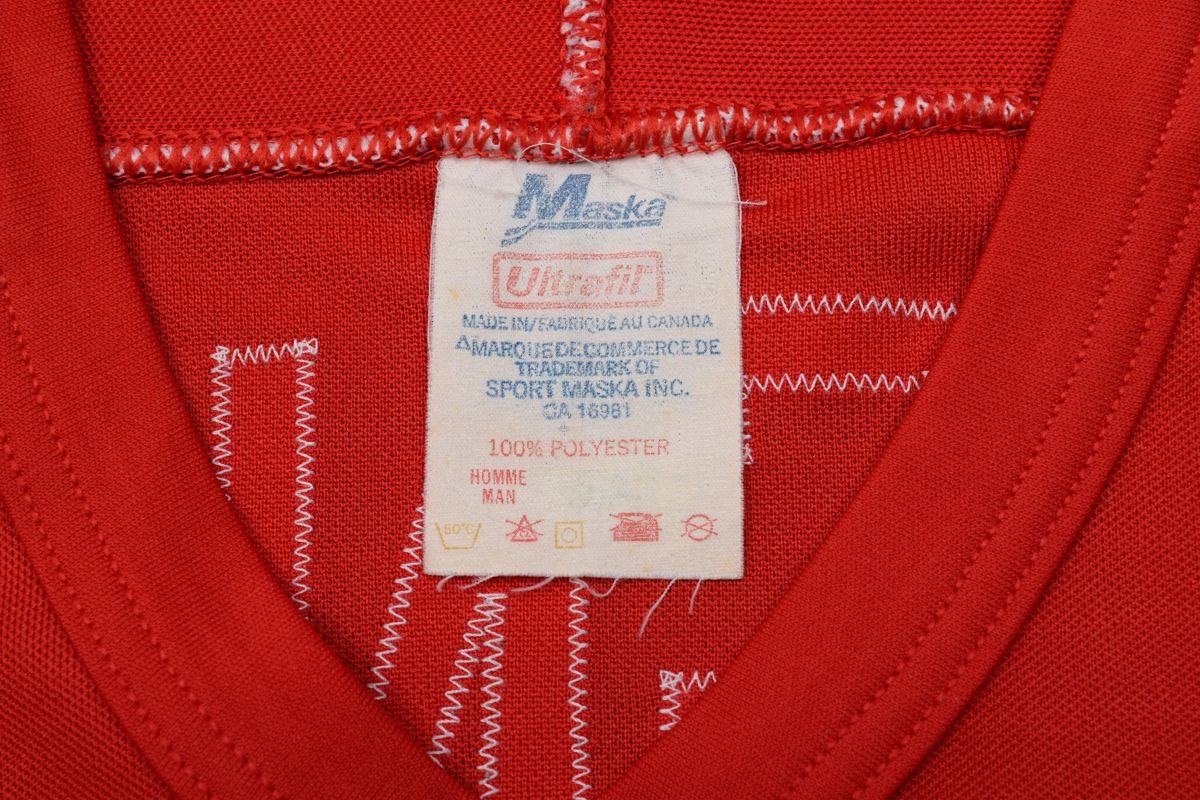 Maska
Ultrafil
MADE IN/FABRIQUÉ AU CANADA
△MARQUE DE COMMERCE DE
TRADEMARK OF
SPORT MASKA INC.
CA 16981
100% POLYESTER
HOMME
MAN
50°C CL